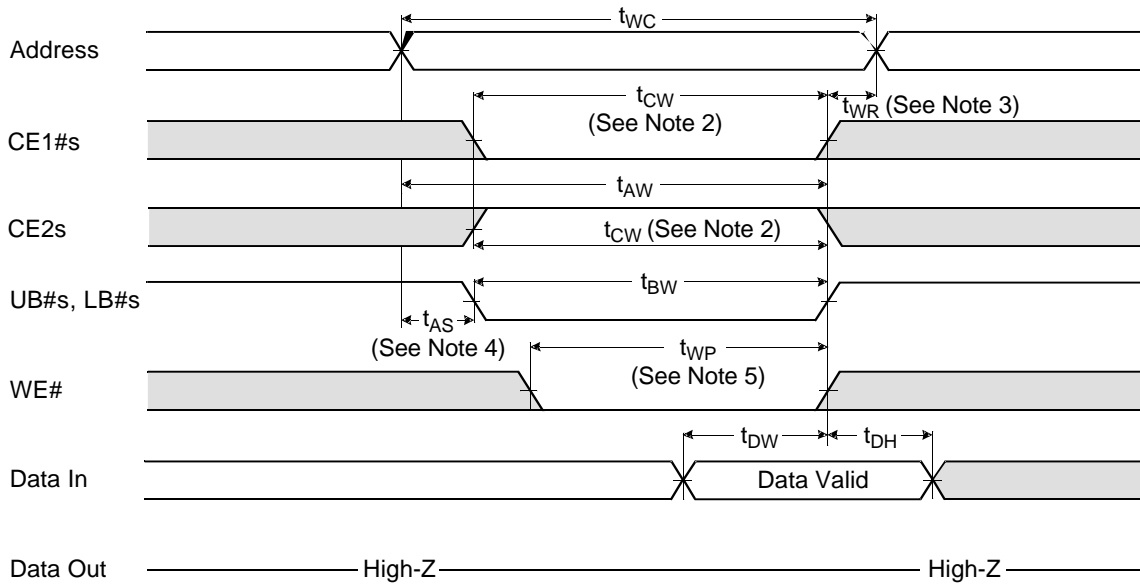 tWC
Address
tCW
(See Note 2)
tWR (See Note 3)
CE1#s
tAW
CE2s
tCW (See Note 2)
UB#s, LB#s
tBW
tAS
(See Note 4)
tWP
(See Note 5)
WE#
tDW
tDH
Data In
Data Valid
Data Out
High-Z
High-Z